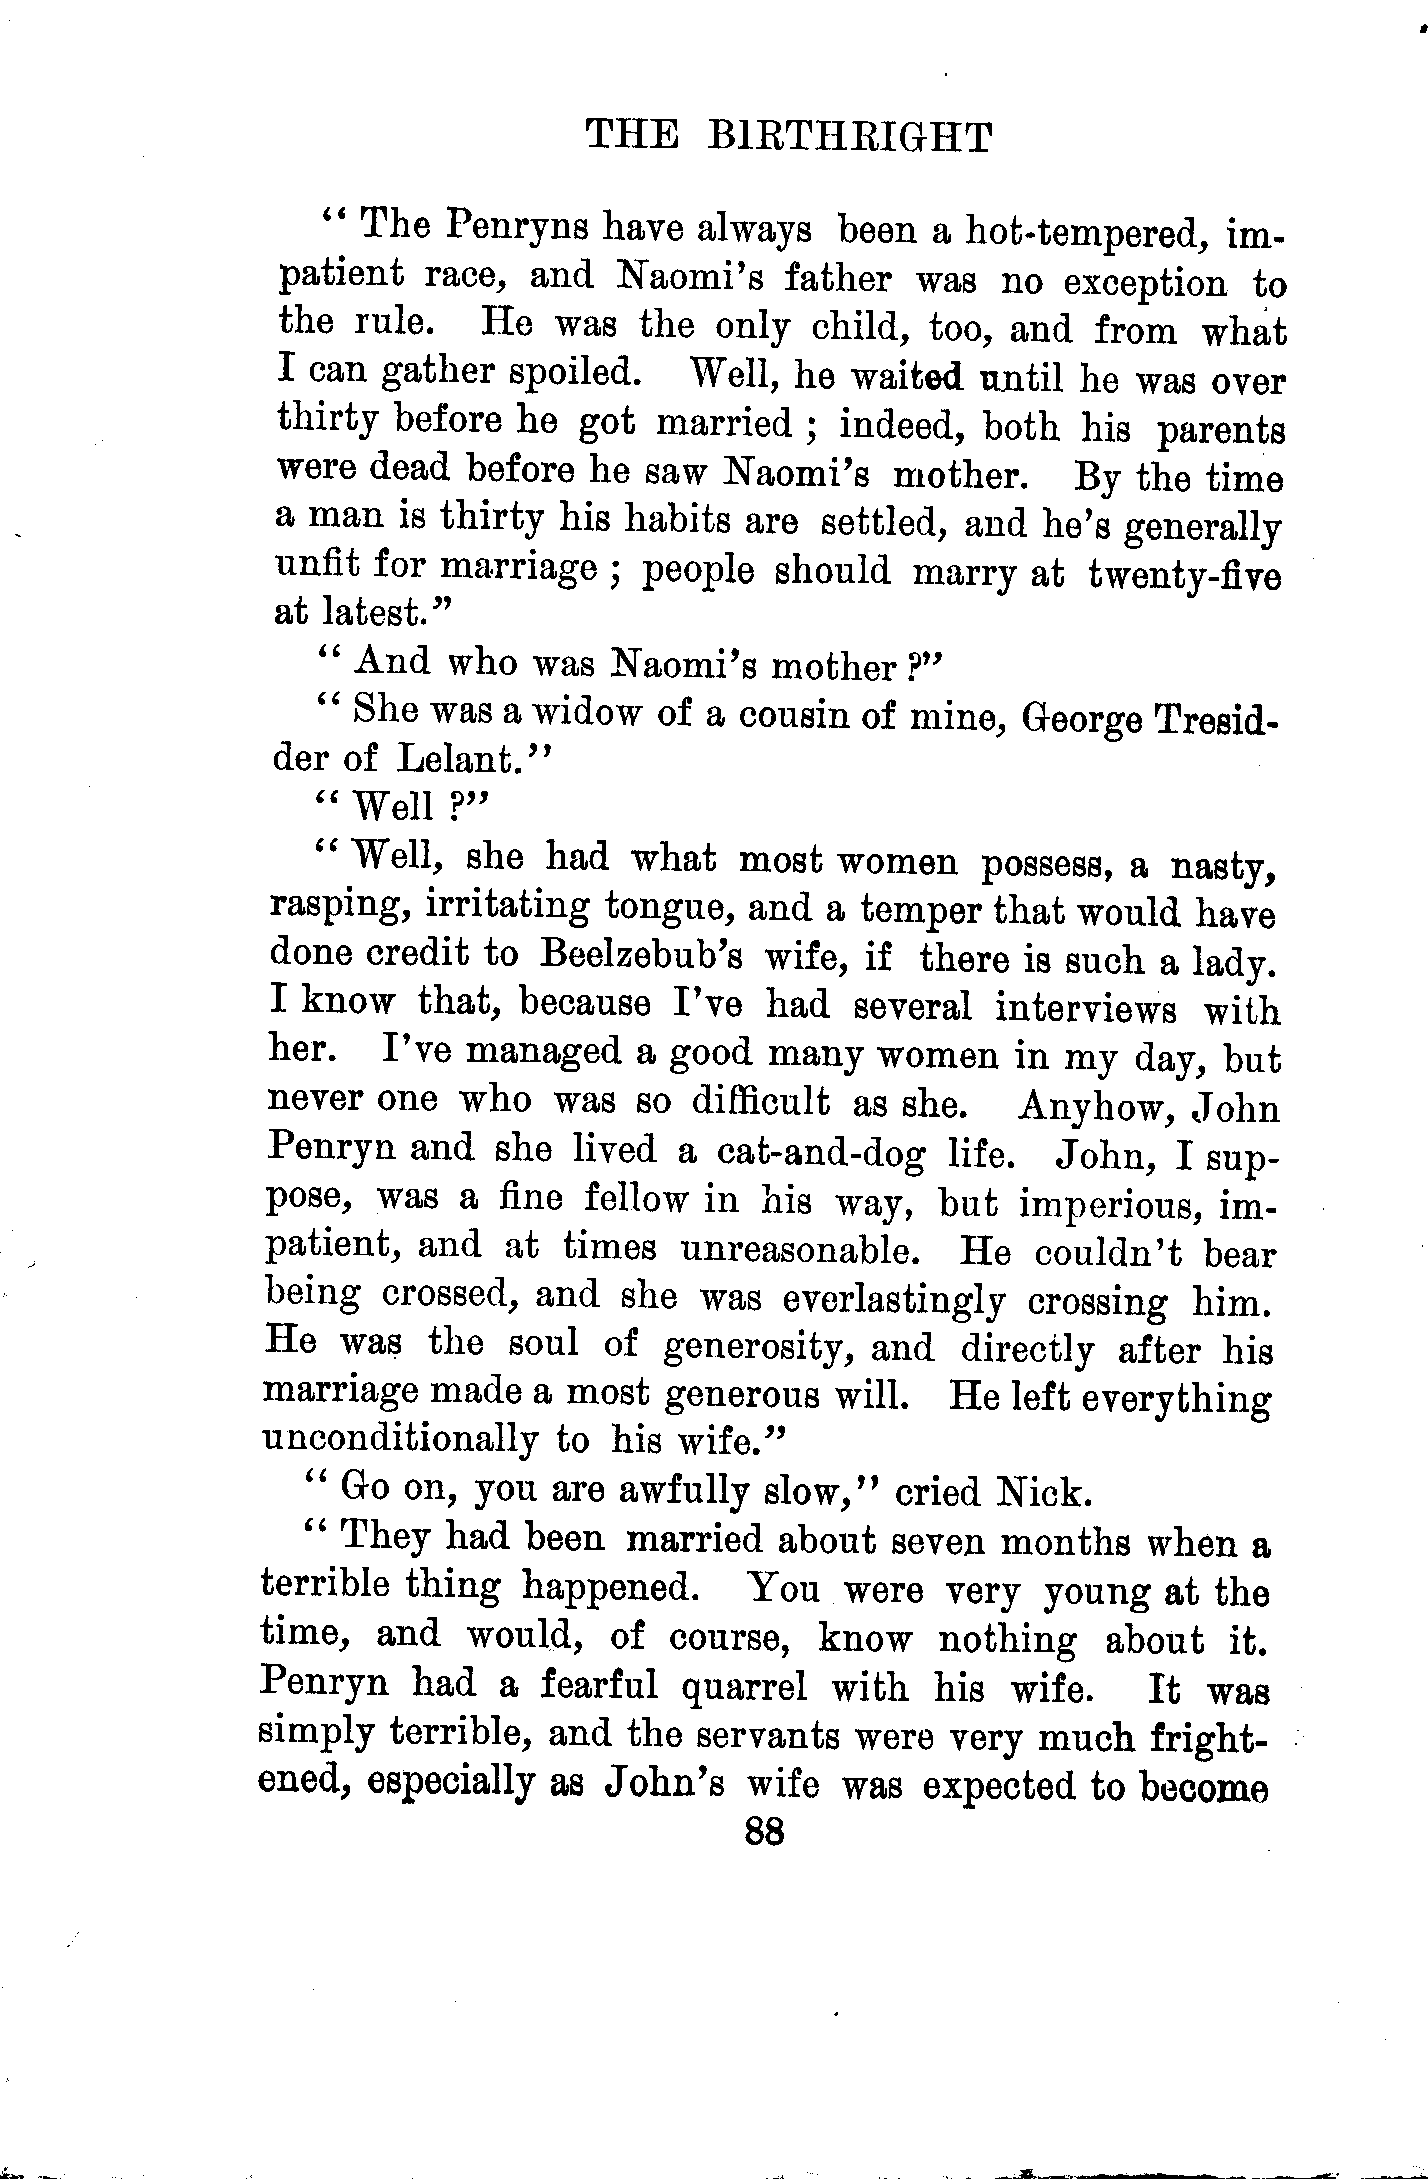 THE B1RTHRIGHT
“ The Penryns have always been a hot-tempered, im-
patient race, and Naomi’s father was no exception to
the rule. He was the only child, too, and from what
I can gather spoiled. Well, he waited until he was over
thirty before he got married ; indeed, both his parents
were dead before he saw Naomi’s mother. By the time
a man is thirty his habits are settled, and he’s generally
unfit for marriage ; people should marry at twenty-five
at latest.”
“ And who was Naomi’s mother ?”
“ She was a widow of a cousin of mine, George Tresid-
der of Lelant.”
“ Well ?”
“ Well, she had what most women possess, a nasty,
rasping, irritating tongue, and a temper that would have
done credit to Beelzebub’s wife, if there is such a lady.
I know that, because I’ve had several interviews with
her. I’ve managed a good many women in my day, but
never one who was so difficult as she. Anyhow, John
Penryn and she lived a cat-and-dog life. John, I sup-
pose, was a fine fellow in his way, but imperious, im-
patient, and at times unreasonable. He couldn’t bear
being crossed, and she was everlastingly crossing him.
He was the soul of generosity, and directly after his
marriage made a most generous will. He left everything
unconditionally to his wife.”
“ Go on, you are awfully slow,” cried Nick.
“ They had been married about seven months when a
terrible thing happened. You were very young at the
time, and would, of course, know nothing about it.
Penryn had a fearful quarrel with his wife. It was
simply terrible, and the servants were very much fright-
ened, especially as John’s wife was expected to become
88